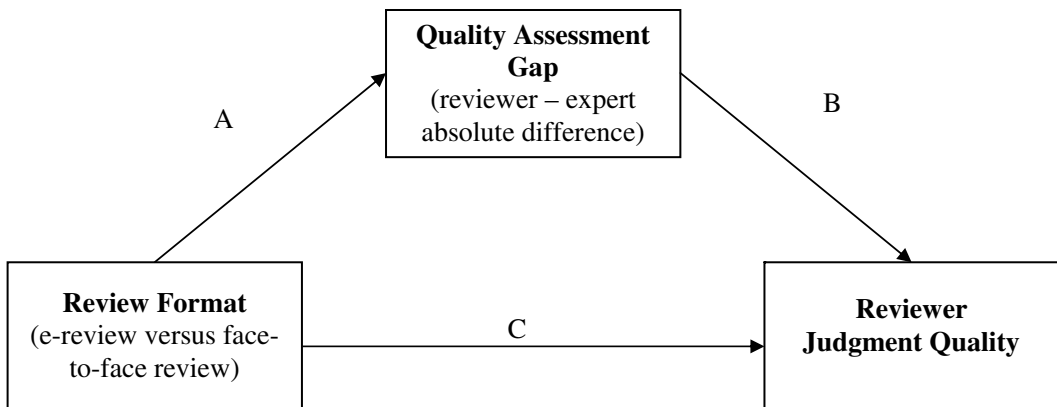 Quality Assessment
Gap
(reviewer – expert
absolute difference)
A
B
Review Format
(e-review versus face-
to-face review)
C
Reviewer
Judgment Quality